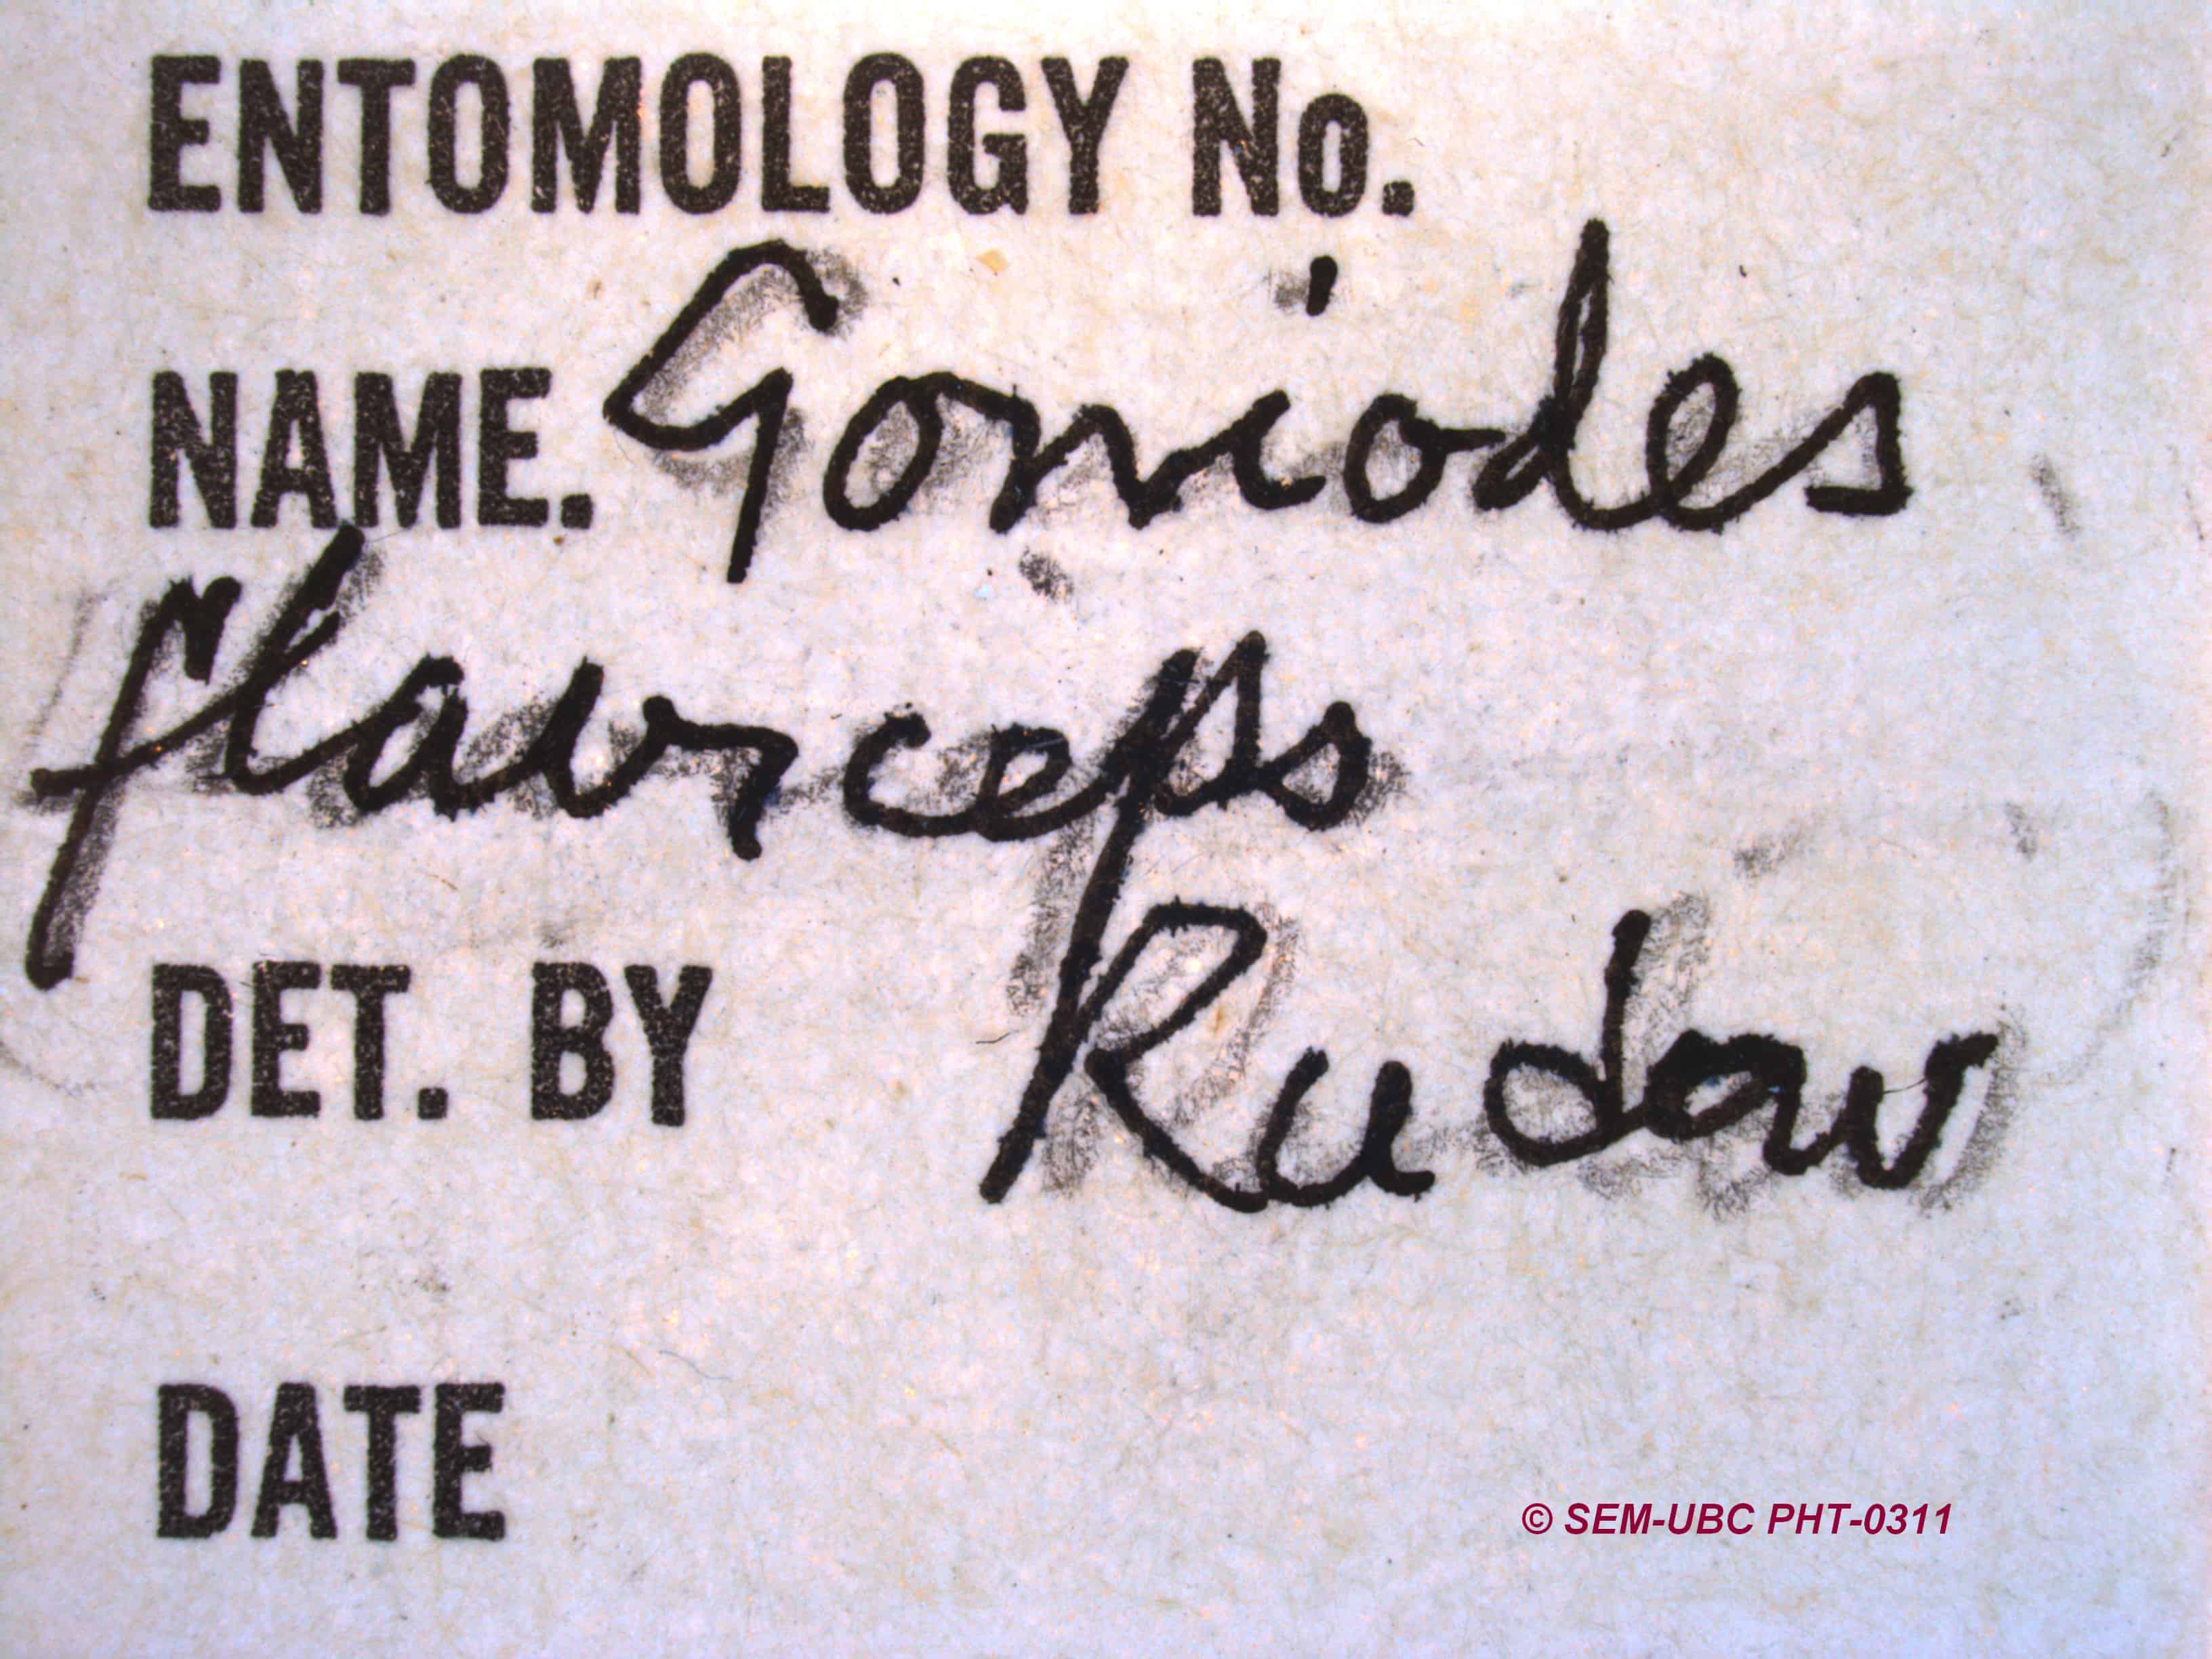 ENTOMOLOGY No.
NAME. Goniodes
flaviceps
DET. BY Rudow
DATE
© SEM-UBC PHT-0311